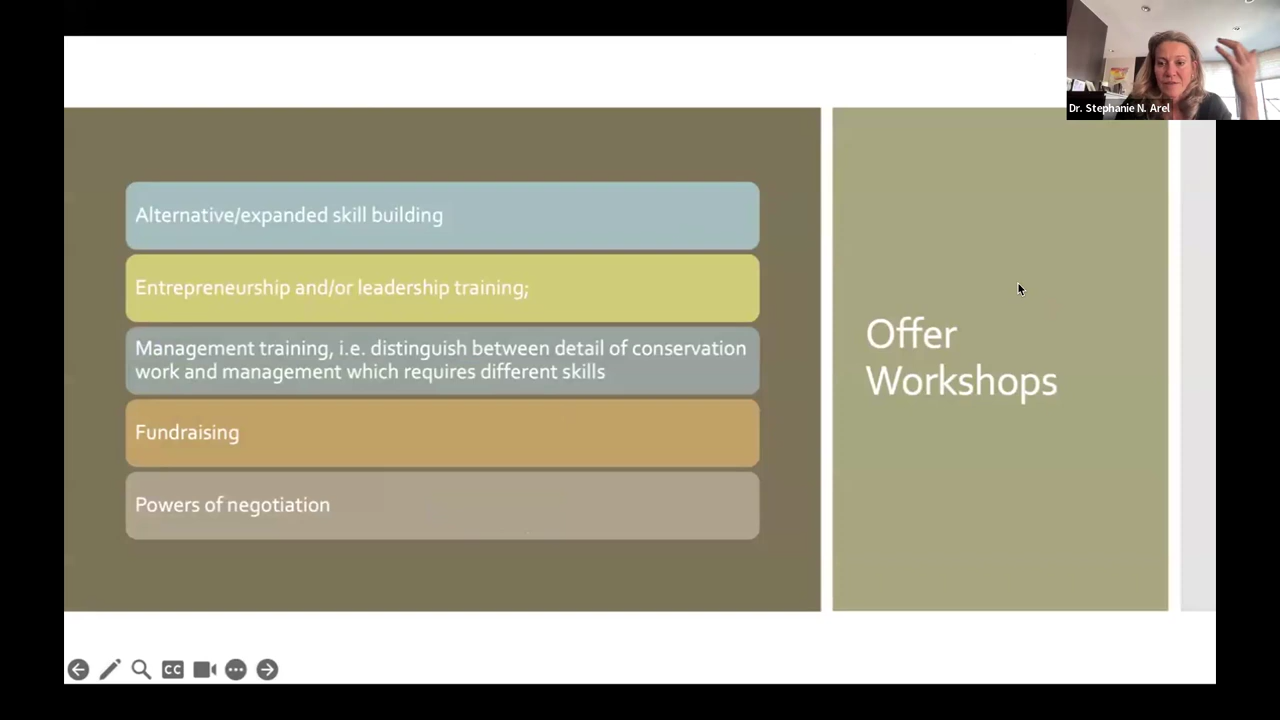 Dr. Stephanie N. Arel
Alternative/expanded skill building
Entrepreneurship and/or leadership training;
Management training, i.e. distinguish between detail of conservation
work and management which requires different skills
Fundraising
Powers of negotiation
Offer
Workshops
CC